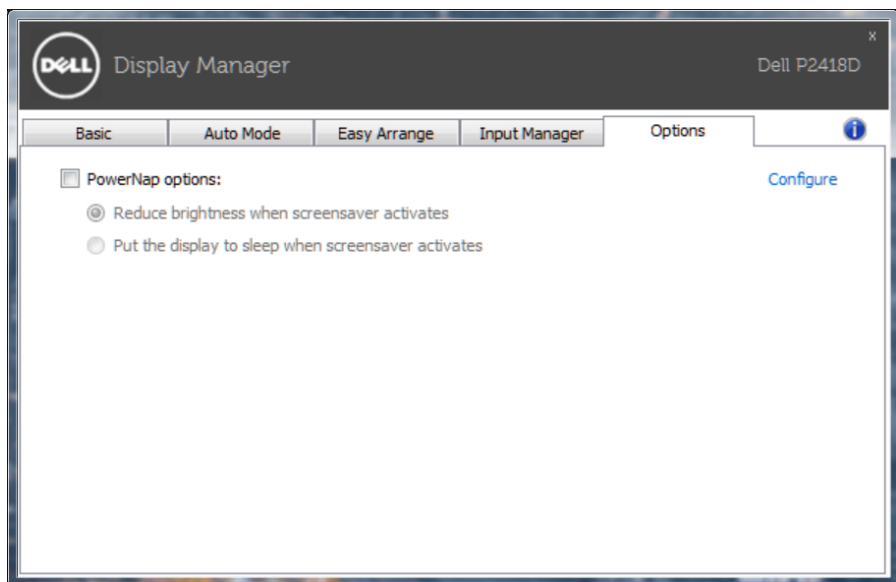 DELL
Display Manager
x
Dell P2418D
Basic
Auto Mode
Easy Arrange
Input Manager
Options
i
PowerNap options:
Configure
Reduce brightness when screensaver activates
Put the display to sleep when screensaver activates